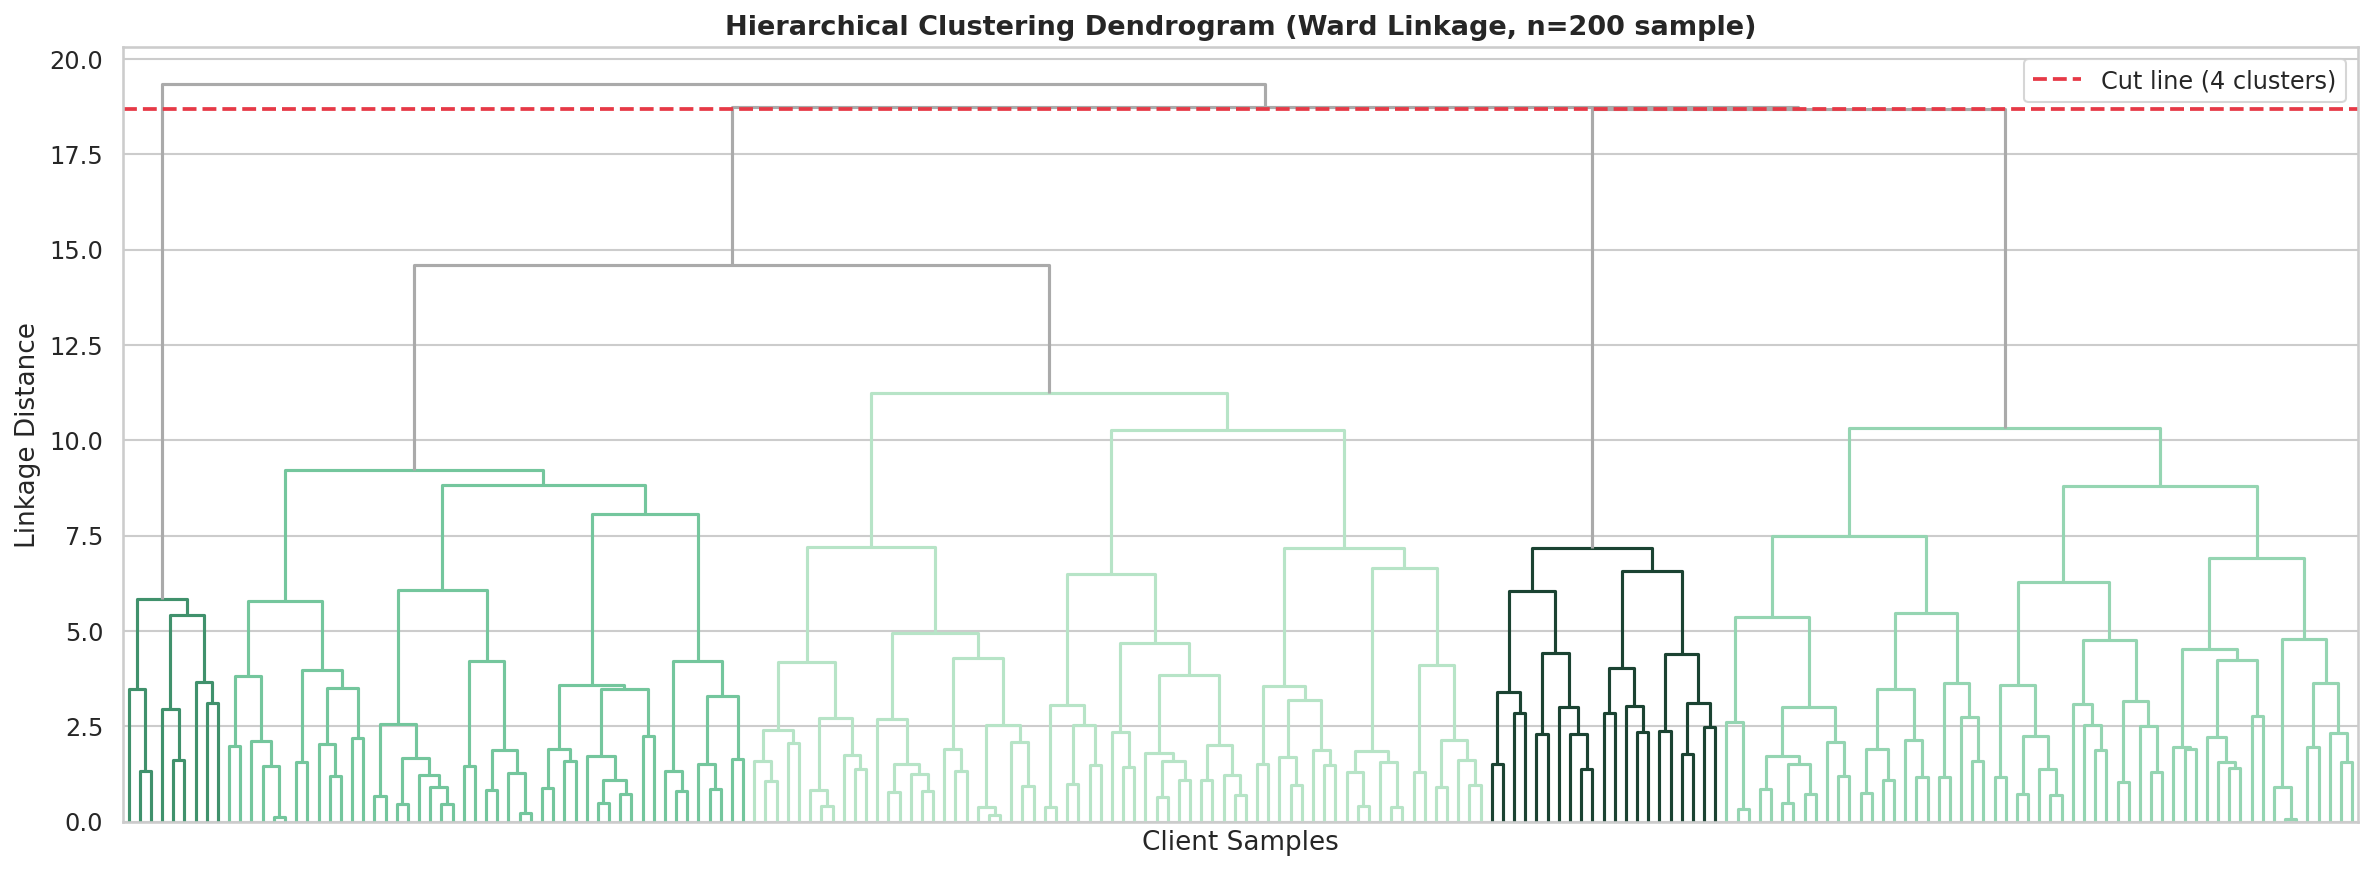 Hierarchical Clustering Dendrogram (Ward Linkage, n=200 sample)
Cut line (4 clusters)
Linkage Distance
20.0
17.5
15.0
12.5
10.0
7.5
5.0
2.5
0.0
Client Samples